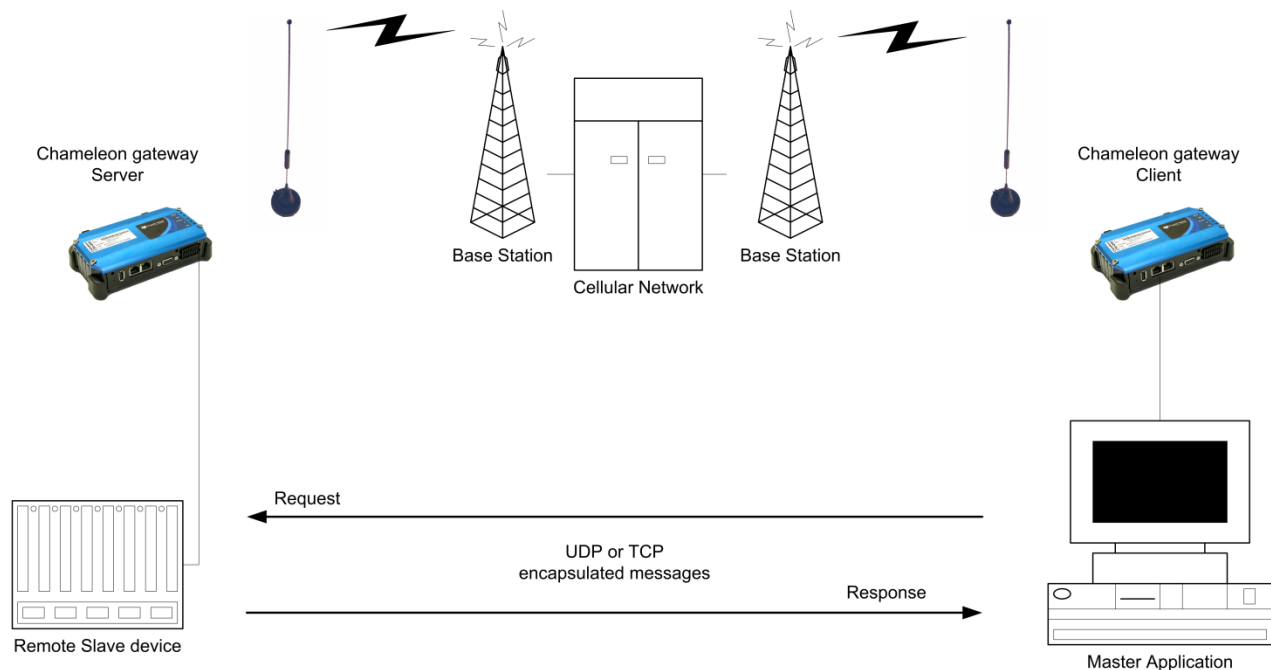 Chameleon gateway
Server
Chameleon gateway
Client
Base Station
Base Station
Cellular Network
Request
UDP or TCP
encapsulated messages
Response
Remote Slave device
Master Application